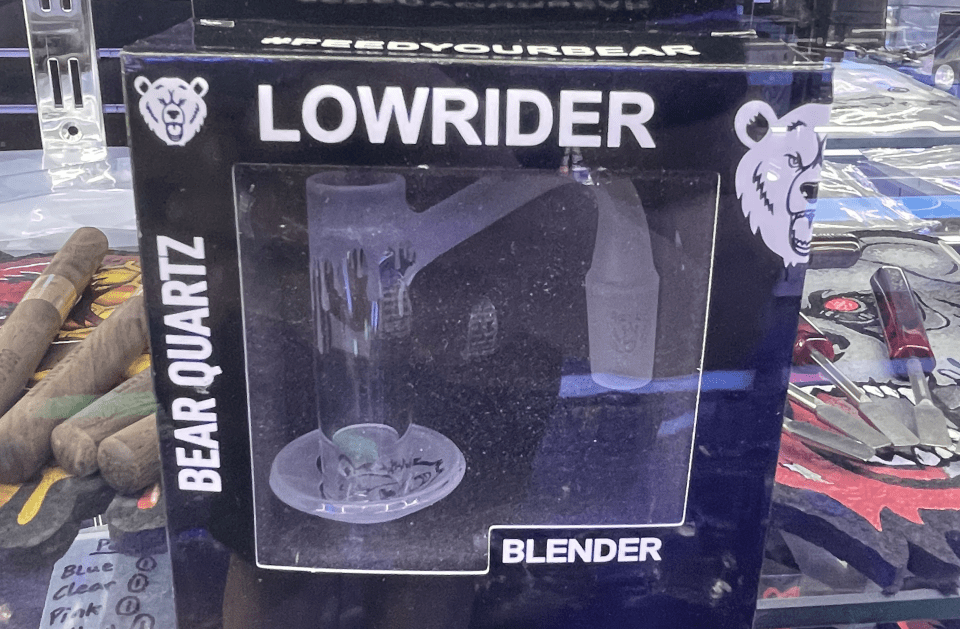 #FEEDYOURBEAR
LOWRIDER
BEAR QUARTZ
BLENDER
Blue
Clear
Pink